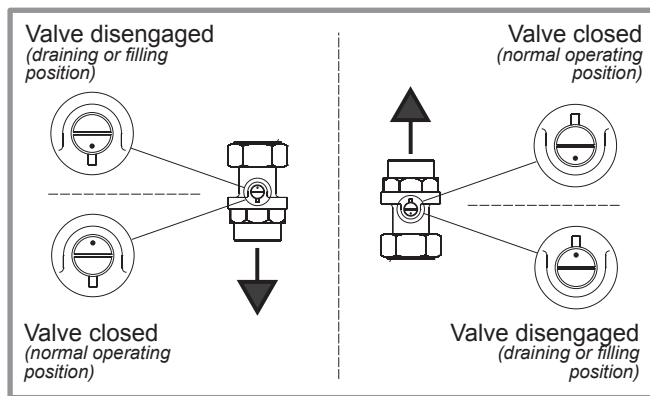 Valve disengaged
(draining or filling
position)
Valve closed
(normal operating
position)
Valve closed
(normal operating
position)
Valve disengaged
(draining or filling
position)